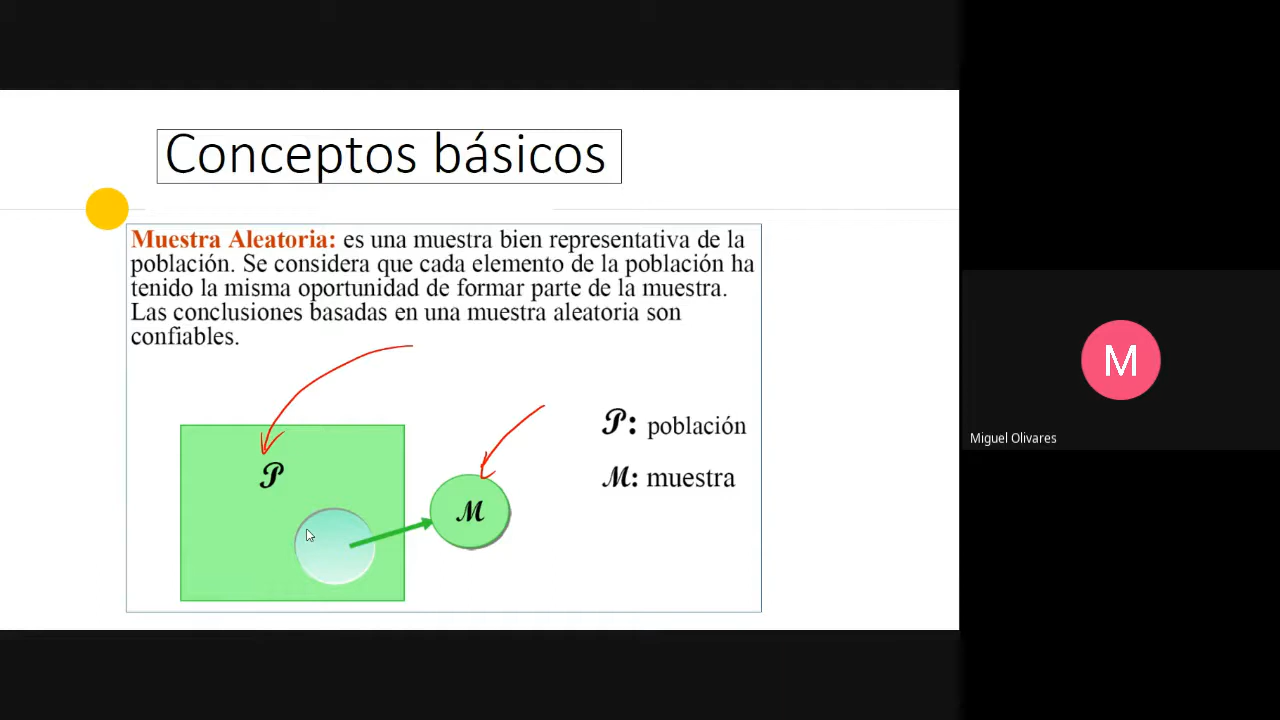 Conceptos básicos
Muestra Aleatoria: es una muestra bien representativa de la
población. Se considera que cada elemento de la población ha
tenido la misma oportunidad de formar parte de la muestra.
Las conclusiones basadas en una muestra aleatoria son
confiables.
𝒫: población
ℳ: muestra
𝒫
ℳ
M
Miguel Olivares